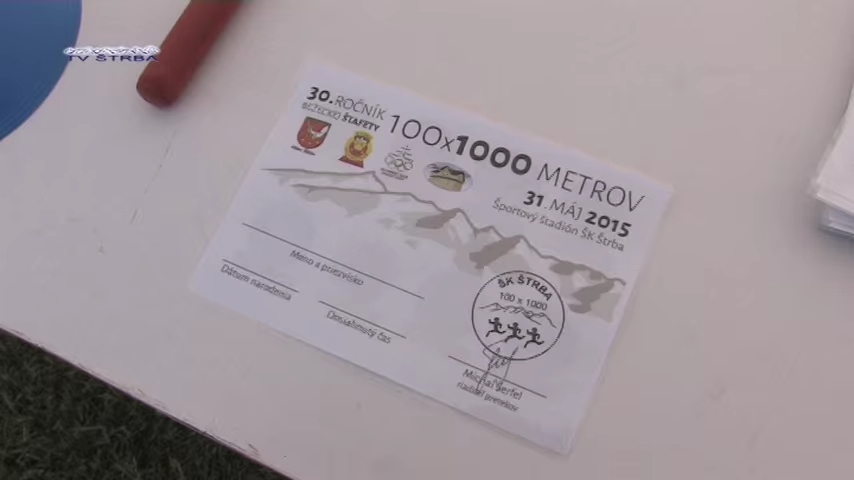 TV ŠTRBA
30. ROČNÍK
BEŽECKEJ ŠTAFETY
100x1000 METROV
31. MÁJ 2015
Športový štadión ŠK Štrba
Meno a priezvisko
Dátum narodenia
Dosiahnutý čas
ŠK ŠTRBA
100 x 1000
Michal Šerfel
riaditeľ pretekov